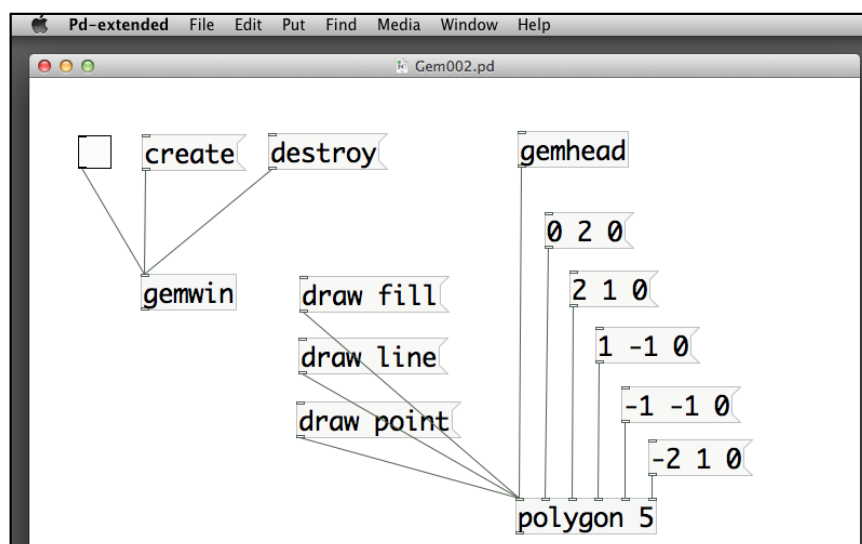 Pd-extended File Edit Put Find Media Window Help
Gem002.pd
create
destroy
gemwin
draw fill
draw line
draw point
gemhead
0 2 0
2 1 0
1 -1 0
-1 -1 0
-2 1 0
polygon 5